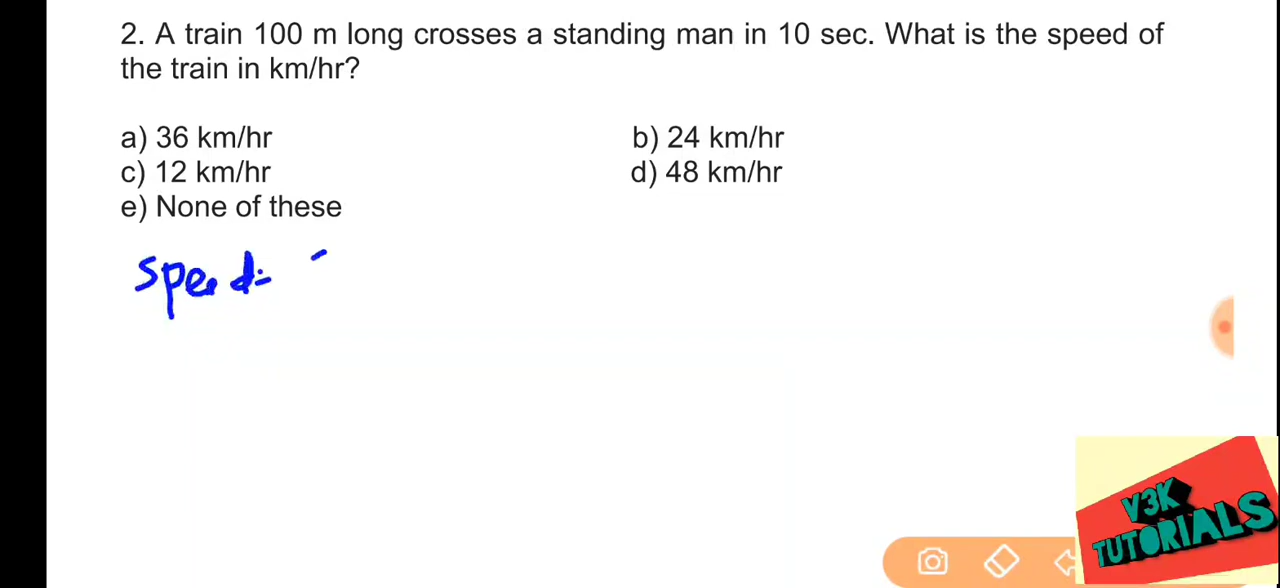 2. A train 100 m long crosses a standing man in 10 sec. What is the speed of
the train in km/hr?
a) 36 km/hr b) 24 km/hr
c) 12 km/hr d) 48 km/hr
e) None of these
Speed =
V3K
TUTORIALS